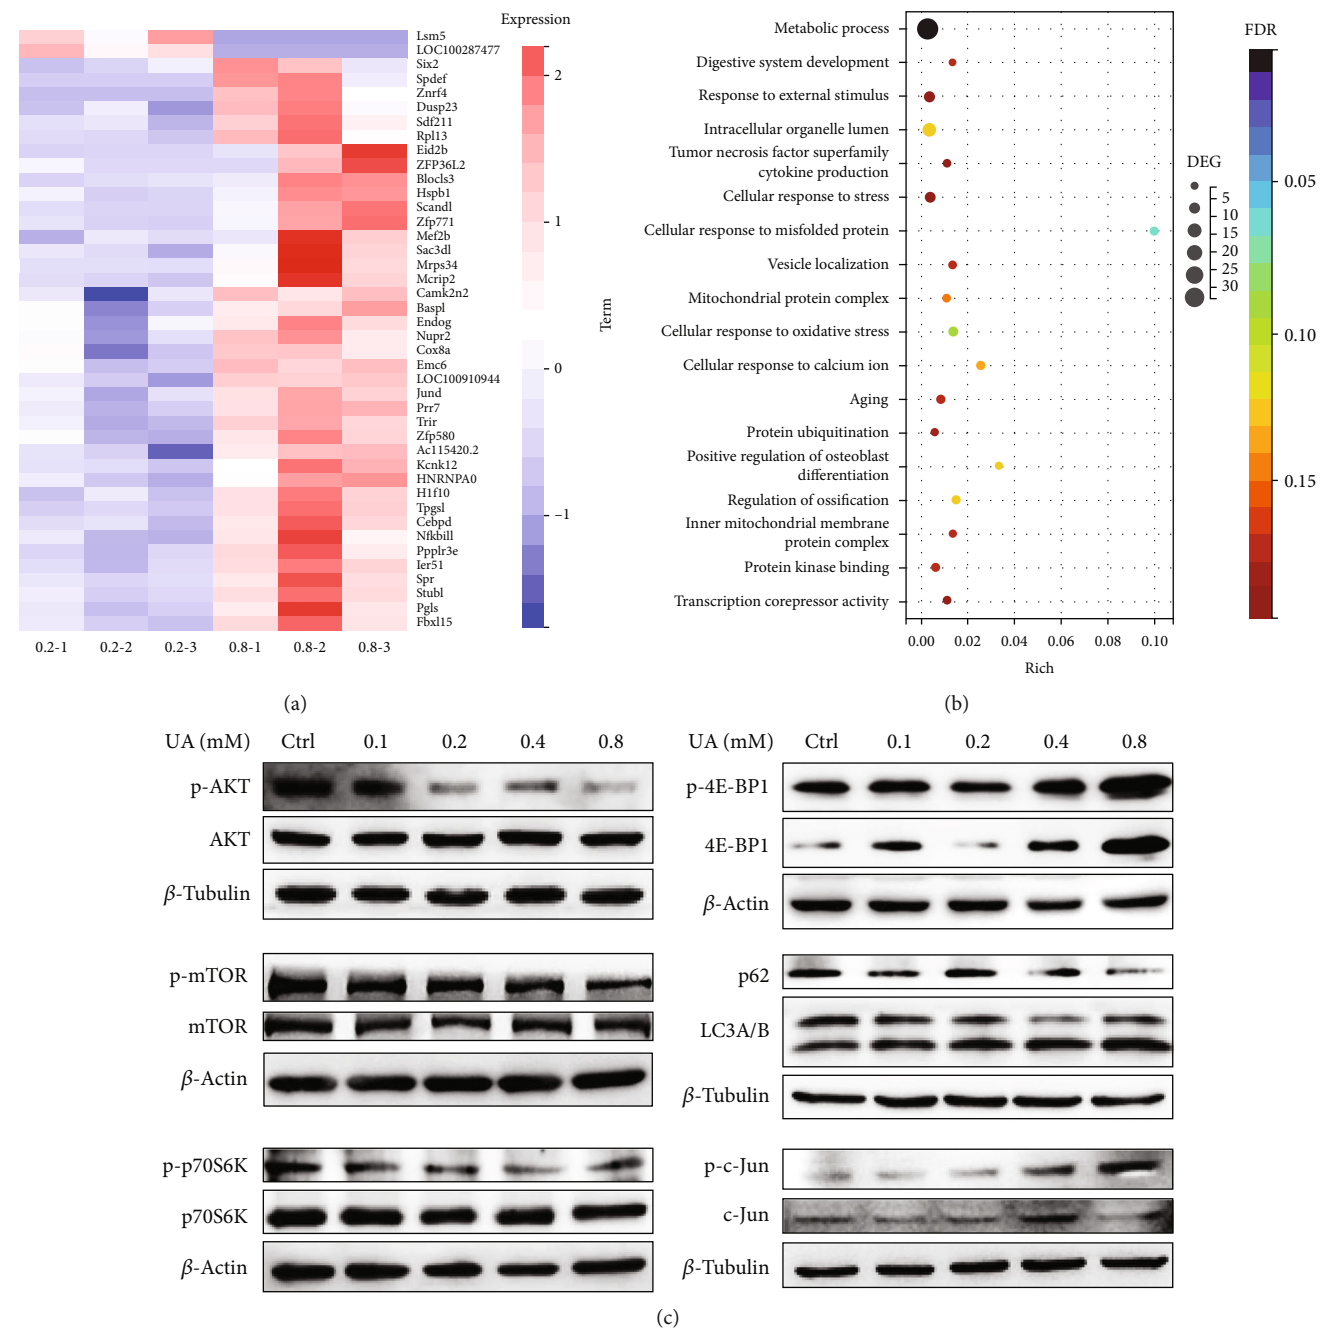 Expression
Lsm5
LOC100287477
Six2
Spdef
Znrf4
Dusp23
Sdf211
Rpl13
Eid2b
ZFP36L2
Blocls3
Hspb1
Scandl
Zfp771
Mef2b
Sac3dl
Mrps34
Mcrip2
Camk2n2
Baspl
Endog
Nupr2
Cox8a
Emc6
LOC100910944
Jund
Prr7
Trir
Zfp580
Ac115420.2
Kcnk12
HNRNPA0
H1f10
Tpgsl
Cebpd
Nfkbill
Ppplr3e
Ier51
Spr
Stubl
Pgls
Fbxl15
2
1
0
−1
0.2-1 0.2-2 0.2-3 0.8-1 0.8-2 0.8-3
(a)
Term
Metabolic process
Digestive system development
Response to external stimulus
Intracellular organelle lumen
Tumor necrosis factor superfamily
cytokine production
Cellular response to stress
Cellular response to misfolded protein
Vesicle localization
Mitochondrial protein complex
Cellular response to oxidative stress
Cellular response to calcium ion
Aging
Protein ubiquitination
Positive regulation of osteoblast
differentiation
Regulation of ossification
Inner mitochondrial membrane
protein complex
Protein kinase binding
Transcription corepressor activity
0.00 0.02 0.04 0.06 0.08 0.10
Rich
DEG
5
10
15
20
25
30
FDR
0.05
0.10
0.15
(b)
UA (mM) Ctrl 0.1 0.2 0.4 0.8
p-AKT
AKT
β-Tubulin
p-mTOR
mTOR
β-Actin
p-p70S6K
p70S6K
β-Actin
UA (mM) Ctrl 0.1 0.2 0.4 0.8
p-4E-BP1
4E-BP1
β-Actin
p62
LC3A/B
β-Tubulin
p-c-Jun
c-Jun
β-Tubulin
(c)